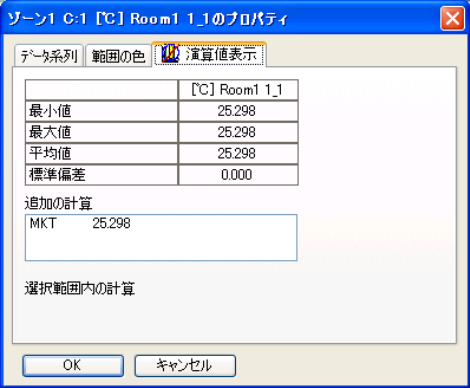 ゾーン1 C:1 [℃] Room1 1_1のプロパティ
データ系列 範囲の色 演算値表示
[℃] Room1 1_1
最小値 25.298
最大値 25.298
平均値 25.298
標準偏差 0.000
追加の計算
MKT 25.298
選択範囲内の計算
OK キャンセル